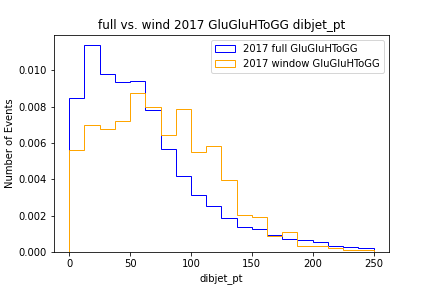 full vs. wind 2017 GluGluHToGG dibjet_pt
2017 full GluGluHToGG
2017 window GluGluHToGG
Number of Events
0.010
0.008
0.006
0.004
0.002
0.000
0
50
100
150
200
250
dibjet_pt